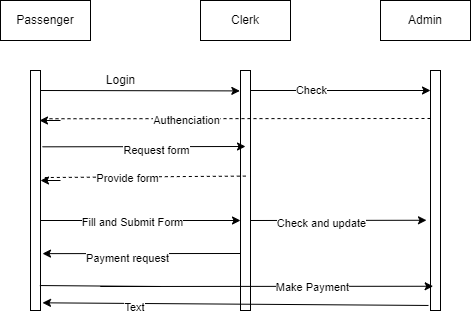 Passenger
Clerk
Admin
Login
Check
Authenciation
Request form
Provide form
Fill and Submit Form
Check and update
Payment request
Make Payment
Text